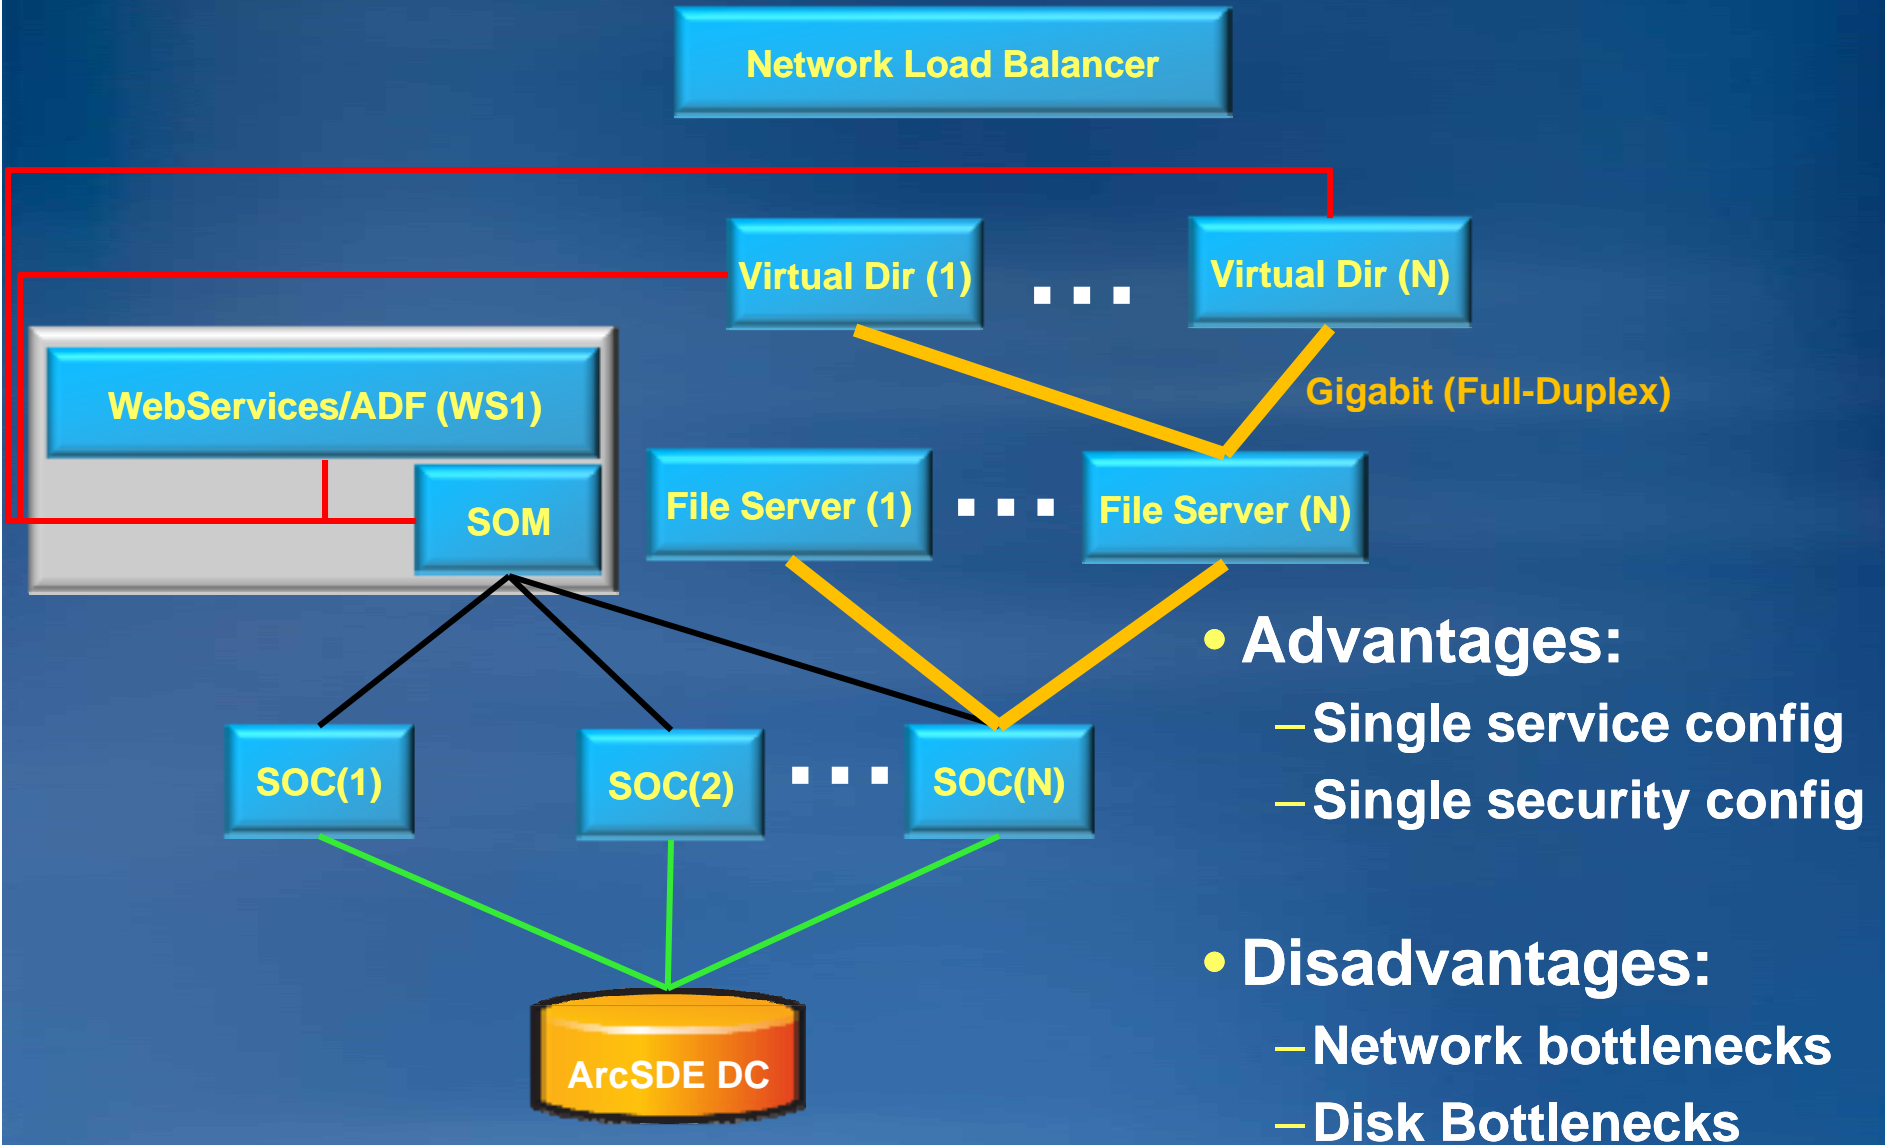 Network Load Balancer
Virtual Dir (1)
Virtual Dir (N)
WebServices/ADF (WS1)
Gigabit (Full-Duplex)
SOM
File Server (1)
File Server (N)
• Advantages:
– Single service config
– Single security config
SOC(1)
SOC(2)
SOC(N)
• Disadvantages:
– Network bottlenecks
– Disk Bottlenecks
ArcSDE DC